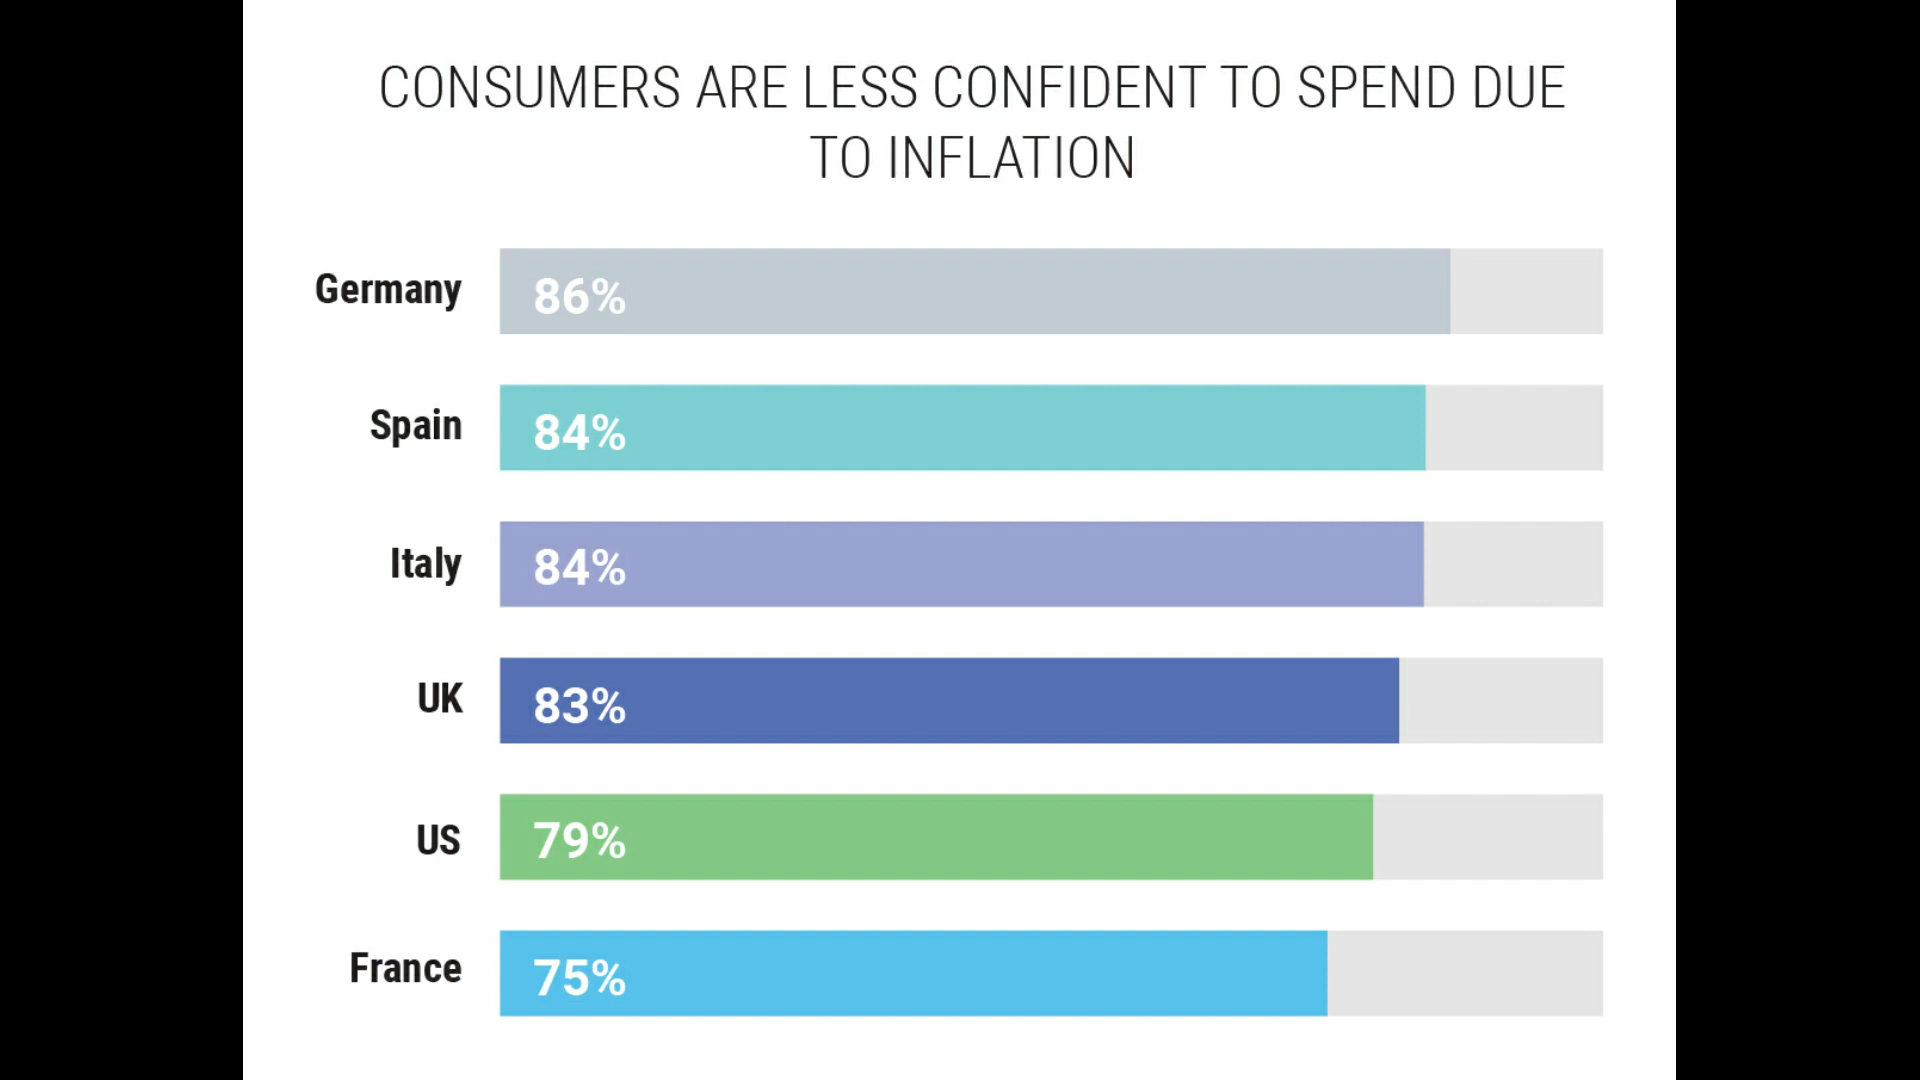 CONSUMERS ARE LESS CONFIDENT TO SPEND DUE
TO INFLATION
Germany 86%
Spain 84%
Italy 84%
UK 83%
US 79%
France 75%